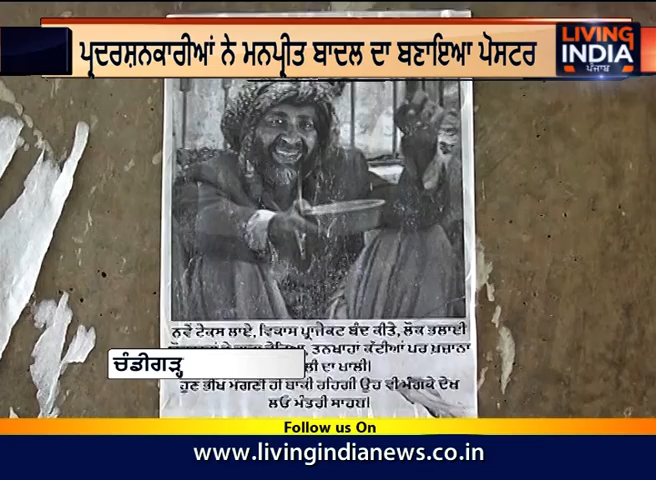 ਪ੍ਰਦਰਸ਼ਨਕਾਰੀਆਂ ਨੇ ਮਨਪ੍ਰੀਤ ਬਾਦਲ ਦਾ ਬਣਾਇਆ ਪੋਸਟਰ
LIVING
INDIA
ਪੰਜਾਬ
ਨਵੇਂ ਟੇਕਸ ਲਾਏ, ਵਿਕਾਸ ਪ੍ਰਾਜੇਕਟ ਬੰਦ ਕੀਤੇ, ਲੋਕ ਭਲਾਈ
ਤਨਖਾਹਾਂ ਕੱਟੀਆਂ ਪਰ ਖ਼ਜ਼ਾਨਾ
ਦਾ ਖਾਲੀ।
ਹੁਣ ਭੀਖ ਮੰਗਣੀ ਹੀ ਬਾਕੀ ਰਹਿਗੀ ਉਹ ਵੀ ਮੰਗਕੇ ਦੇਖ
ਲਓ ਮੰਤਰੀ ਸਾਹਬ।
ਚੰਡੀਗੜ੍ਹ
Follow us On
www.livingindianews.co.in